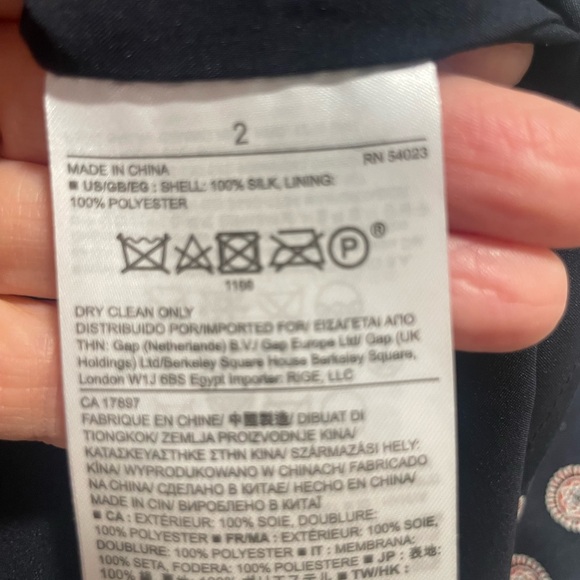 2
MADE IN CHINA
RN 54023
■ US/GB/EG : SHELL: 100% SILK, LINING:
100% POLYESTER
P ®
1166
DRY CLEAN ONLY
DISTRIBUIDO POR/IMPORTED FOR/ ΕΙΣΑΓΕΤΑΙ ΑΠΟ
ΤΗΝ: Gap (Netherlands) B.V./ Gap Europe Ltd/ Gap (UK
Holdings) Ltd/Berkeley Square House Berkeley Square,
London W1J 6BS Egypt Importer: RIGE, LLC
CA 17897
FABRIQUÉ EN CHINE/ 中國製造/ DIBUAT DI
TIONGKOK/ ZEMLJA PROIZVODNJE KINA/
ΚΑΤΑΣΚΕΥΑΣΤΗΚΕ ΣΤΗΝ ΚΙΝΑ/ SZÁRMAZÁSI HELY:
KÍNA/ WYPRODUKOWANO W CHINACH/ FABRICADO
NA CHINA/ СДЕЛАНО В КИТАЕ/ HECHO EN CHINA/
MADE IN CIN/ ВИРОБЛЕНО В КИТАЇ
■ CA : EXTÉRIEUR: 100% SOIE, DOUBLURE:
100% POLYESTER ■ FR/MA : EXTÉRIEUR: 100% SOIE,
DOUBLURE: 100% POLYESTER ■ IT : MEMBRANA:
100% SETA, FODERA: 100% POLIESTERE ■ JP : 表地:
100% ■ TW/HK :